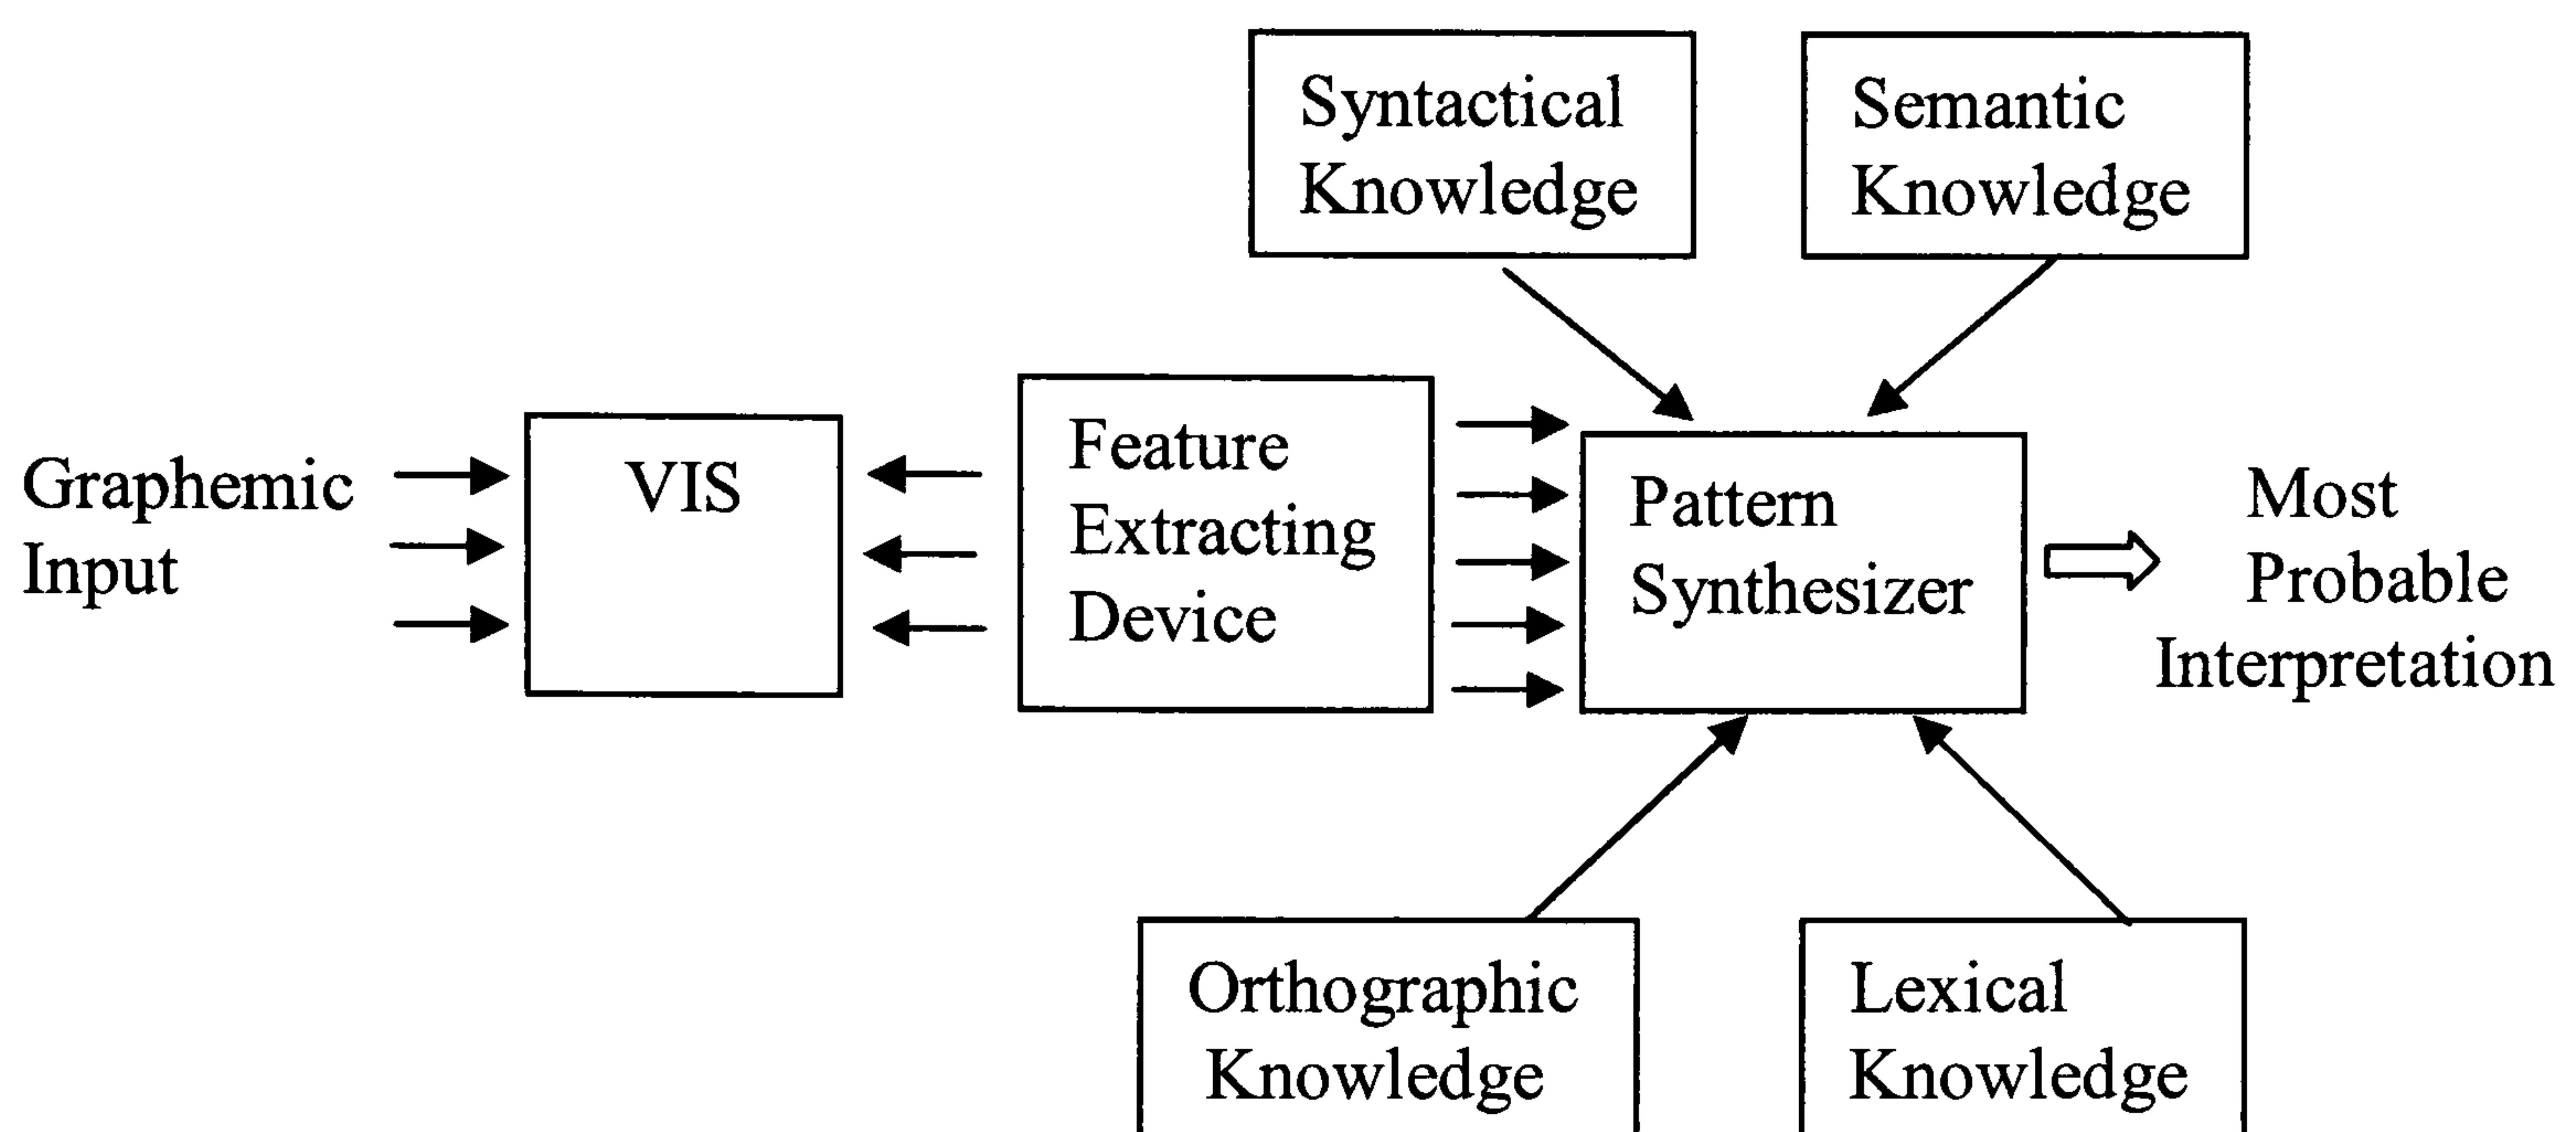 Syntactical
Knowledge
Semantic
Knowledge
Graphemic
Input
VIS
Feature
Extracting
Device
Pattern
Synthesizer
Most
Probable
Interpretation
Orthographic
Knowledge
Lexical
Knowledge